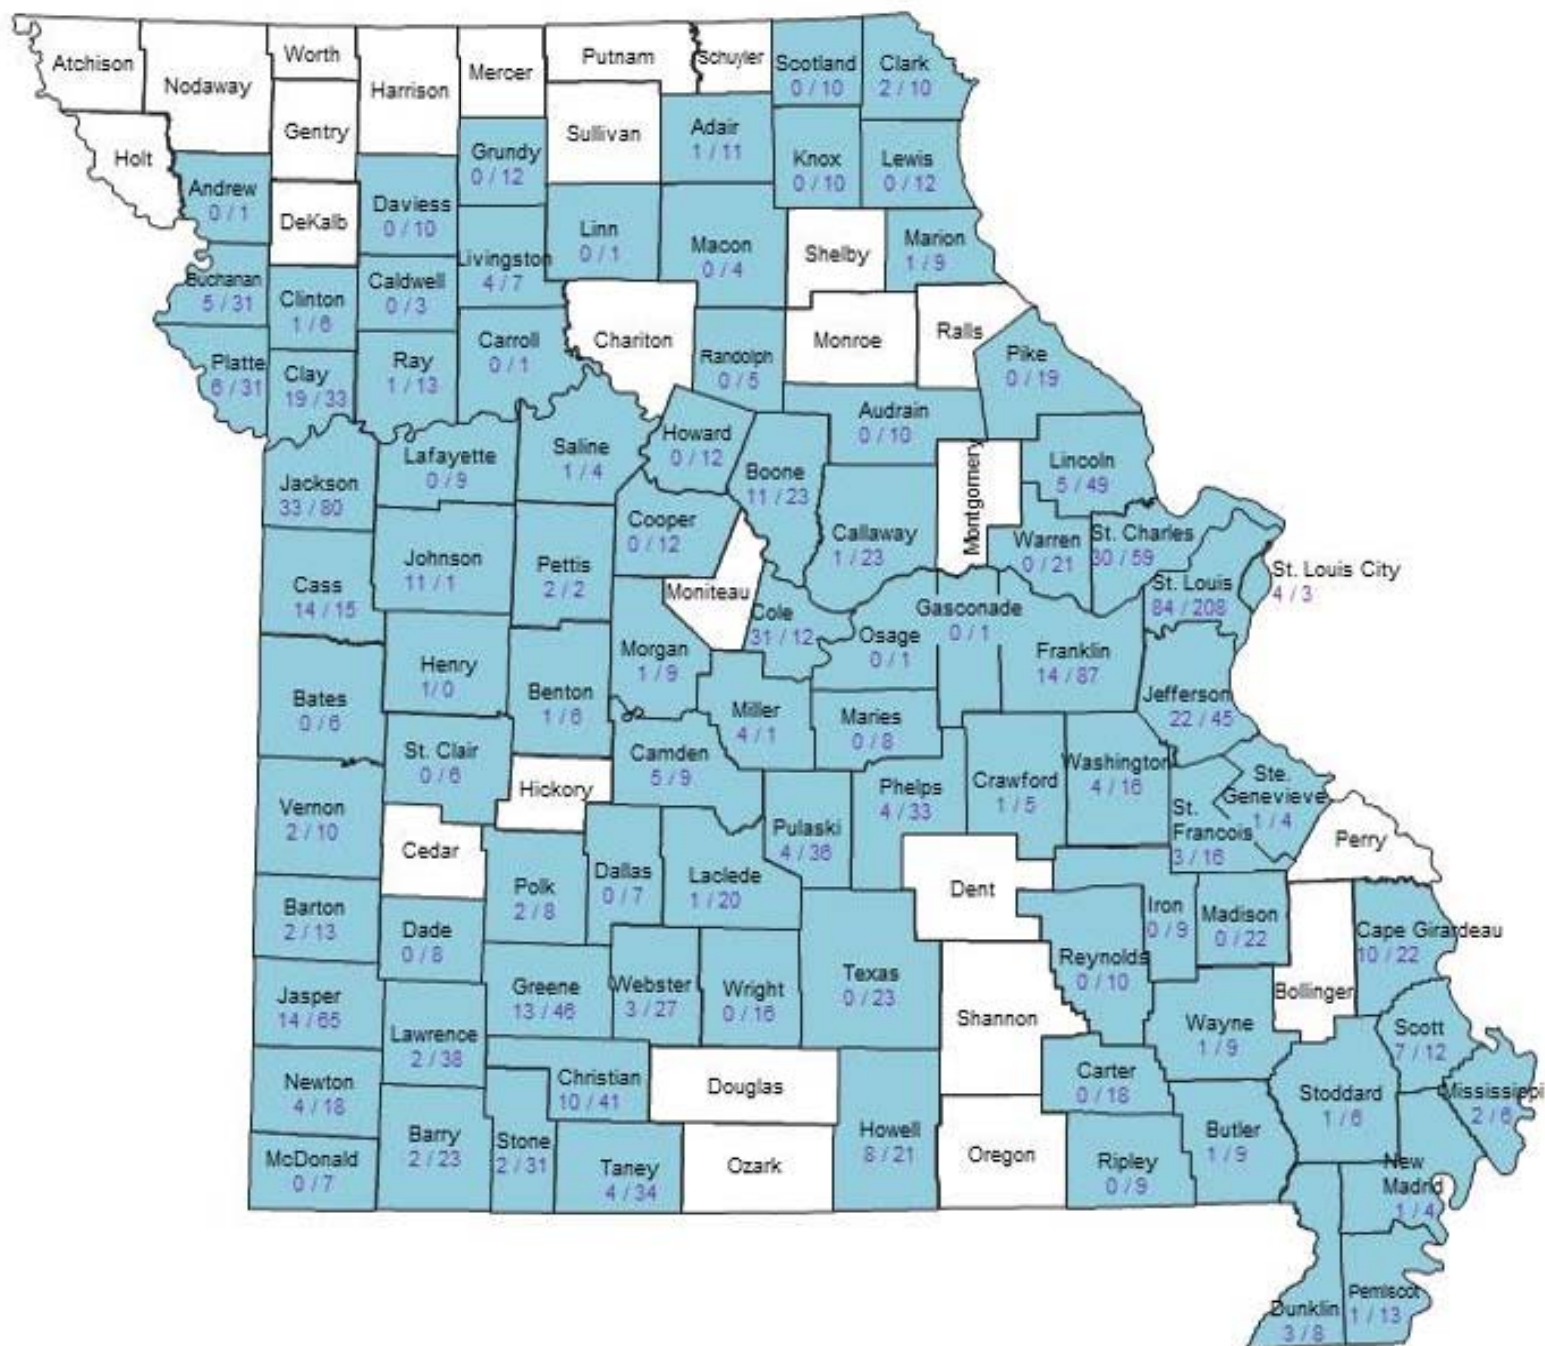 Atchison
Nodaway
Worth
Harrison
Mercer
Putnam
Schuyler
Scotland
0 / 10
Clark
2 / 10
Holt
Gentry
Grundy
0 / 12
Sullivan
Adair
1 / 11
Knox
0 / 10
Lewis
0 / 12
Andrew
0 / 1
DeKalb
Daviess
0 / 10
Livingston
4 / 7
Linn
0 / 1
Macon
0 / 4
Shelby
Marion
1 / 9
Buchanan
5 / 31
Clinton
1 / 6
Caldwell
0 / 3
Carroll
0 / 1
Chariton
Randolph
0 / 5
Monroe
Ralls
Pike
0 / 19
Platte
6 / 31
Clay
19 / 33
Ray
1 / 13
Audrain
0 / 10
Jackson
33 / 80
Lafayette
0 / 9
Saline
1 / 4
Howard
0 / 12
Boone
11 / 23
Callaway
1 / 23
Montgomery
Lincoln
5 / 49
Warren
0 / 21
St. Charles
30 / 59
St. Louis
84 / 208
St. Louis City
4 / 3
Cass
14 / 15
Johnson
11 / 1
Pettis
2 / 2
Cooper
0 / 12
Moniteau
Cole
31 / 12
Osage
0 / 1
Gasconade
0 / 1
Franklin
14 / 87
Jefferson
22 / 45
Bates
0 / 6
Henry
1 / 0
Benton
1 / 6
Morgan
1 / 9
Miller
4 / 1
Maries
0 / 8
St. Clair
0 / 6
Hickory
Camden
5 / 9
Pulaski
4 / 36
Phelps
4 / 33
Crawford
1 / 5
Washington
4 / 16
St.
Francois
3 / 16
Ste.
Genevieve
1 / 4
Perry
Vernon
2 / 10
Cedar
Polk
2 / 8
Dallas
0 / 7
Laclede
1 / 20
Dent
Iron
0 / 9
Madison
0 / 22
Bollinger
Cape Girardeau
10 / 22
Barton
2 / 13
Dade
0 / 8
Greene
13 / 46
Webster
3 / 27
Wright
0 / 16
Texas
0 / 23
Shannon
Reynolds
0 / 10
Wayne
1 / 9
Scott
7 / 12
Mississippi
2 / 6
Jasper
14 / 65
Lawrence
2 / 38
Christian
10 / 41
Douglas
Carter
0 / 18
Stoddard
1 / 6
Newton
4 / 18
Barry
2 / 23
Stone
2 / 31
Taney
4 / 34
Ozark
Howell
8 / 21
Oregon
Ripley
0 / 9
Butler
1 / 9
New
Madrid
1 / 4
McDonald
0 / 7
Dunklin
3 / 8
Pemiscot
1 / 13